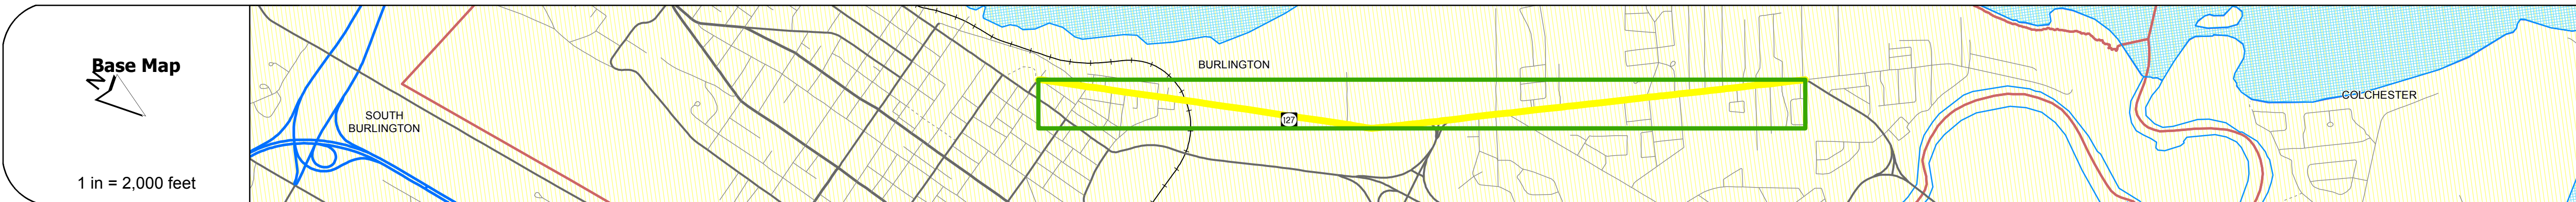 Base Map
N
1 in = 2,000 feet
SOUTH
BURLINGTON
BURLINGTON
127
COLCHESTER